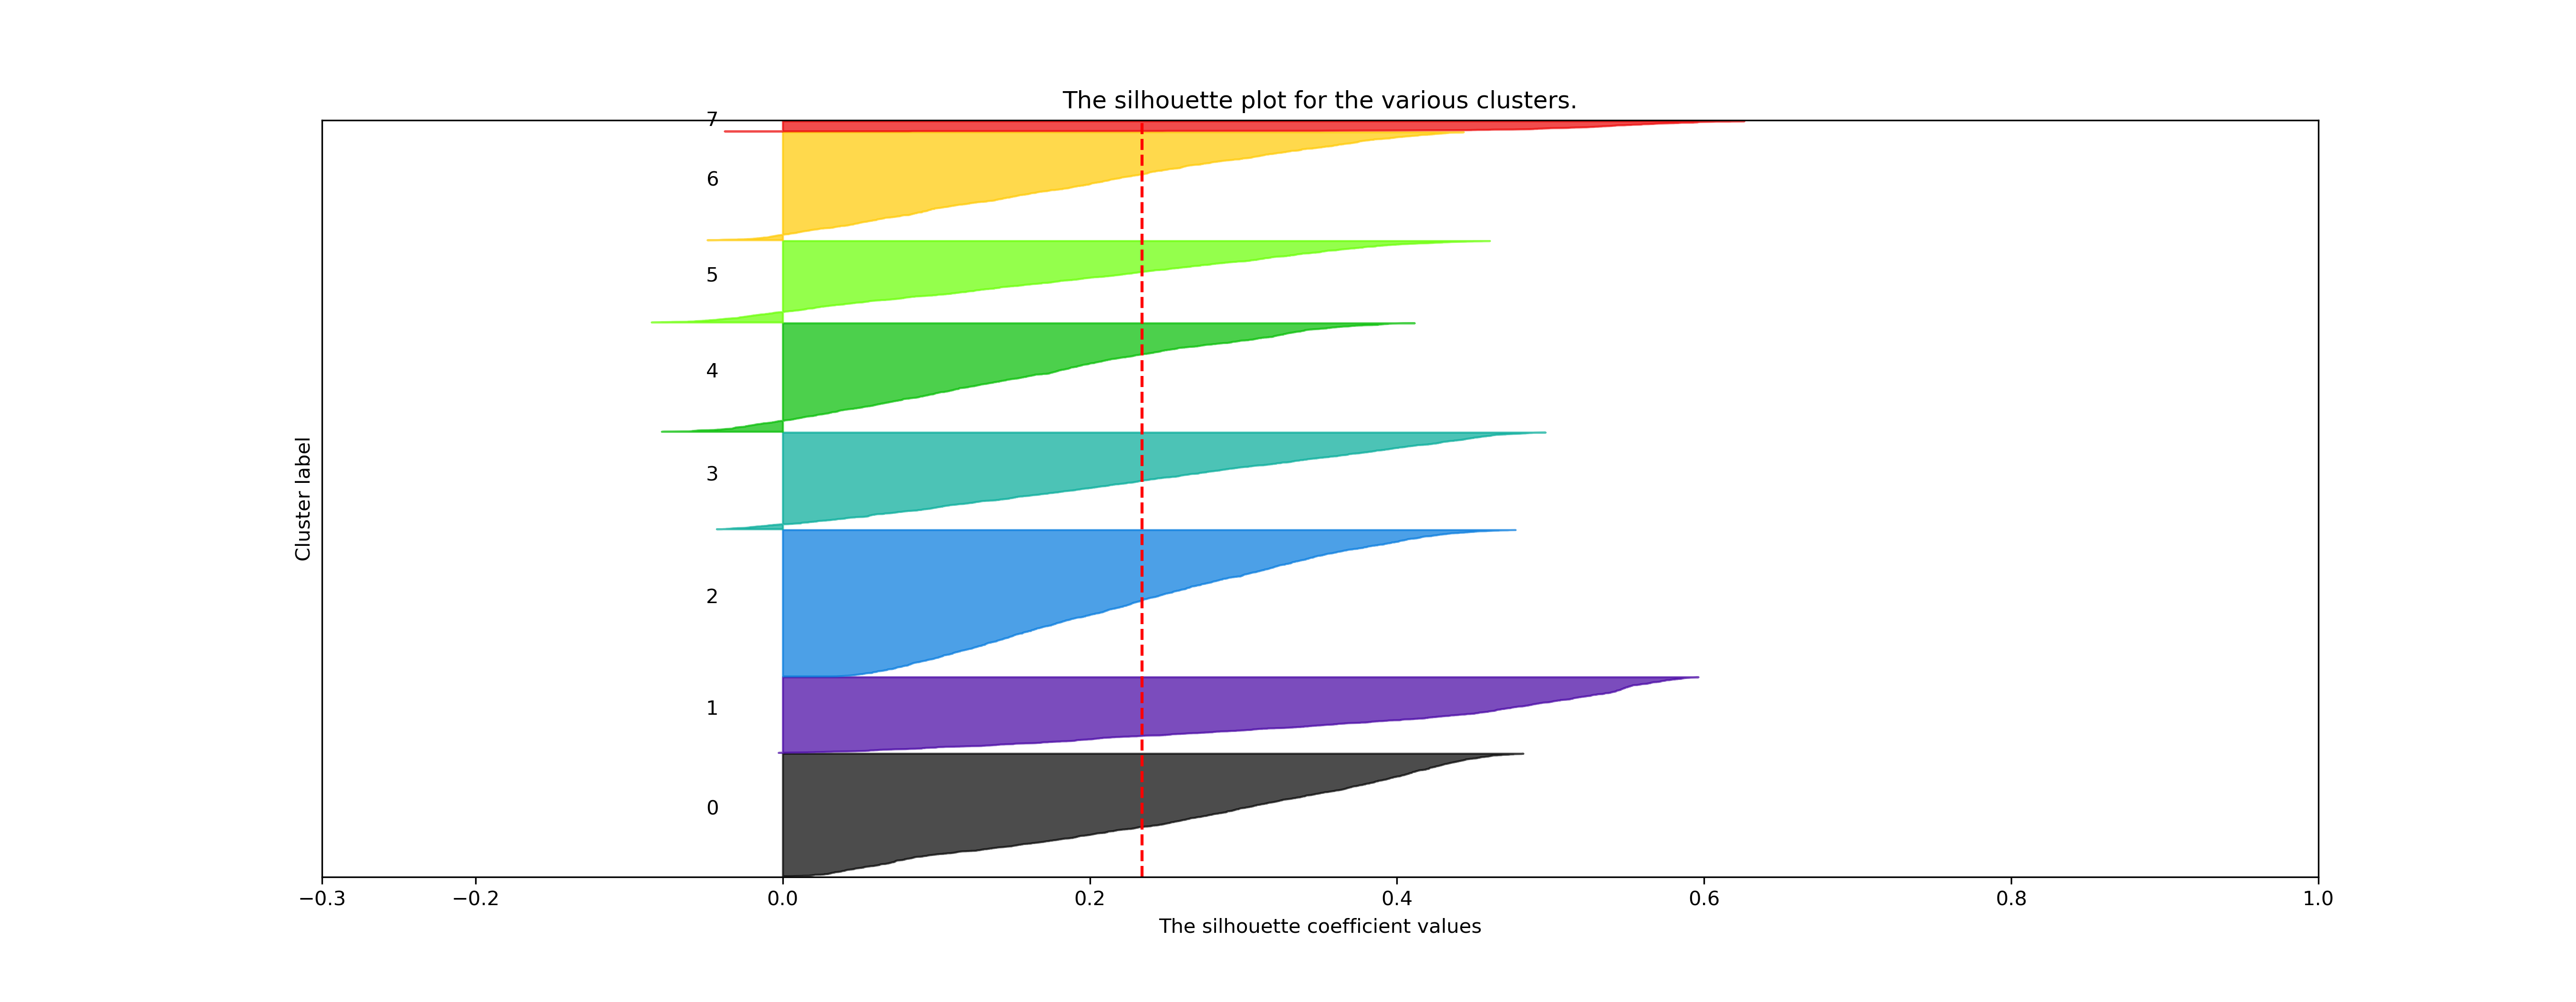 The silhouette plot for the various clusters.
7
6
5
4
3
2
1
0
Cluster label
−0.3 −0.2 0.0 0.2 0.4 0.6 0.8 1.0
The silhouette coefficient values